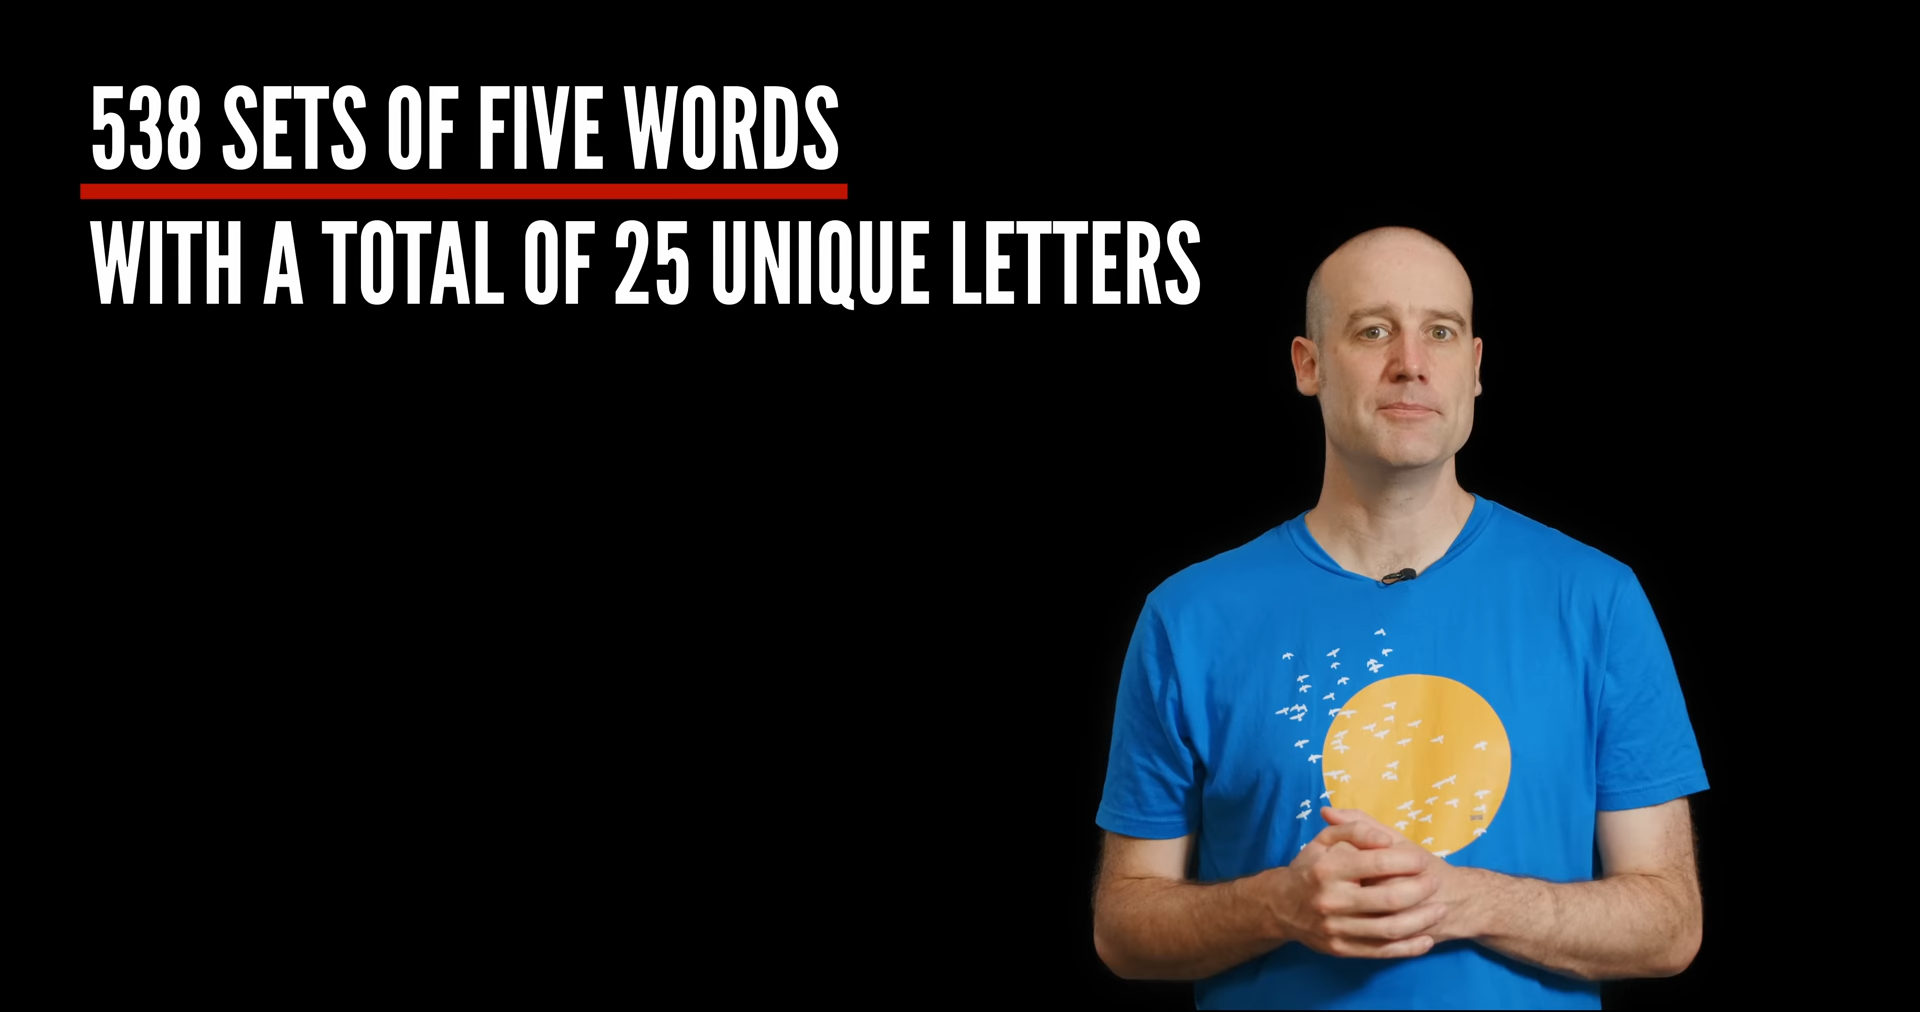 538 SETS OF FIVE WORDS
WITH A TOTAL OF 25 UNIQUE LETTERS